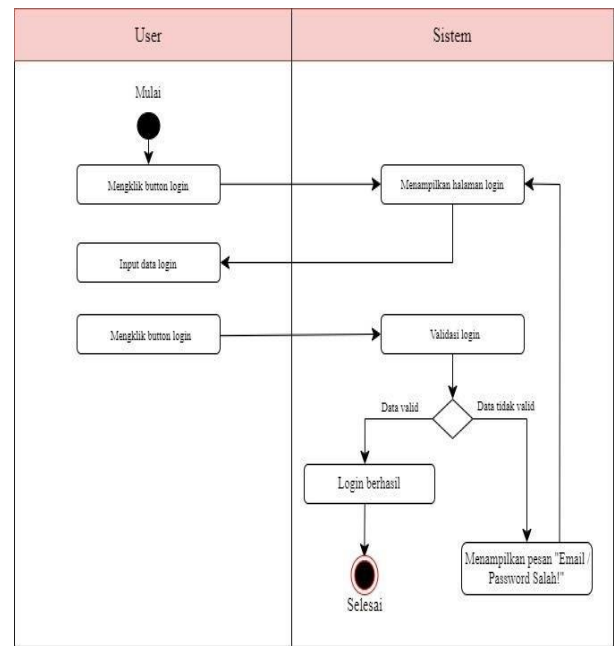 User
Sistem
Mulai
Mengklik button login
Menampilkan halaman login
Input data login
Mengklik button login
Validasi login
Data valid
Data tidak valid
Login berhasil
Menampilkan pesan "Email /
Password Salah!"
Selesai